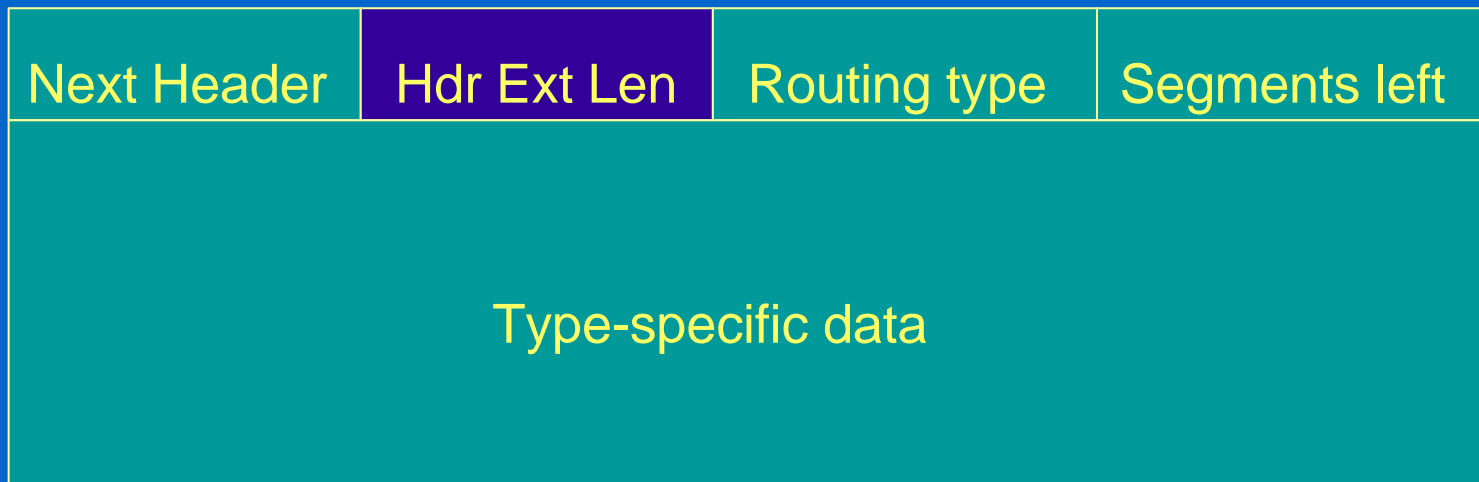 Next Header Hdr Ext Len Routing type Segments left
Type-specific data